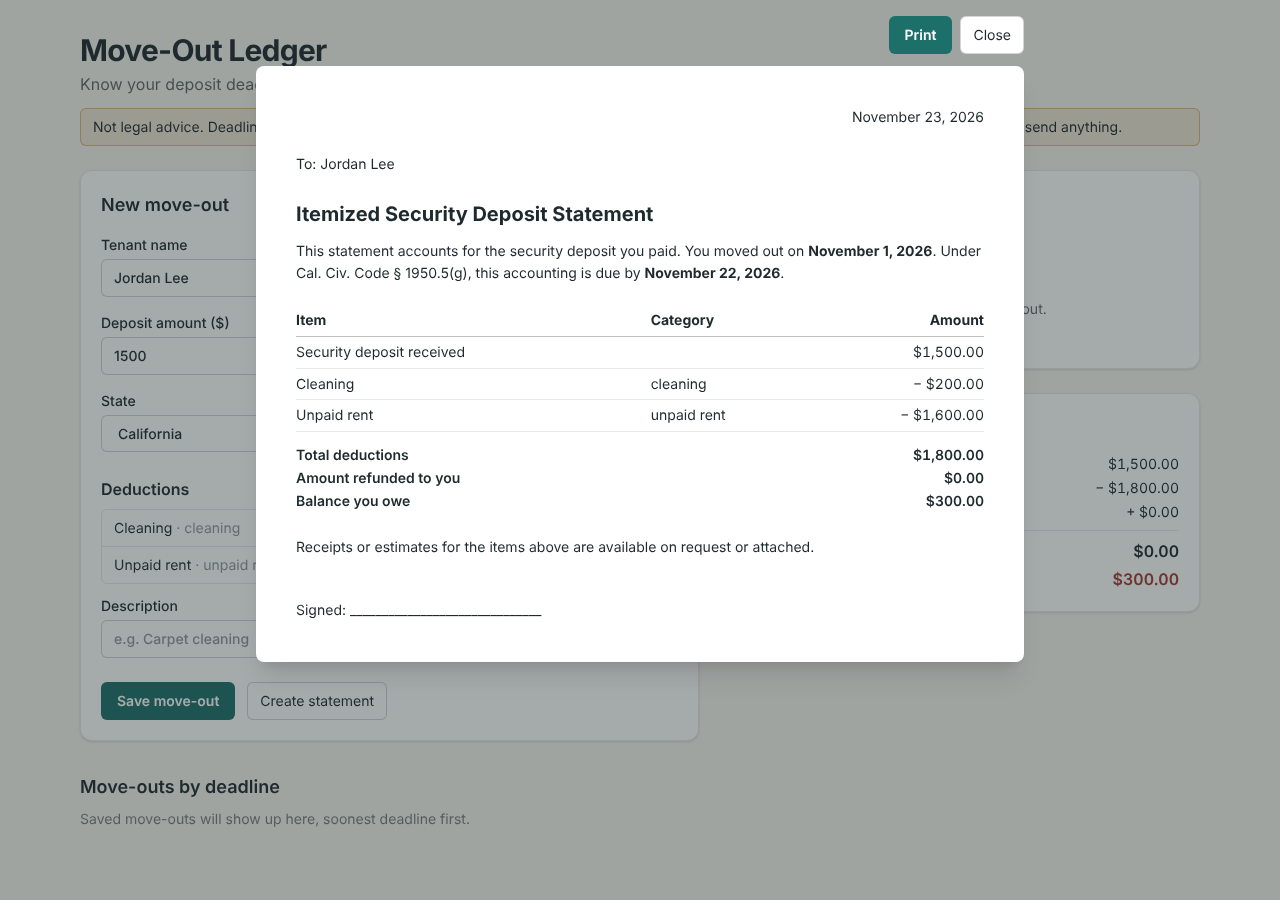 Move-Out Ledger
Print
Close
Know your deposit
Not legal advice.
send anything.
November 23, 2026
To: Jordan Lee
Itemized Security Deposit Statement
This statement accounts for the security deposit you paid. You moved out on November 1, 2026. Under
Cal. Civ. Code § 1950.5(g), this accounting is due by November 22, 2026.
Item Category Amount
Security deposit received $1,500.00
Cleaning cleaning − $200.00
Unpaid rent unpaid rent − $1,600.00
Total deductions $1,800.00
Amount refunded to you $0.00
Balance you owe $300.00
Receipts or estimates for the items above are available on request or attached.
Signed: ________________________
New move-out
Tenant name
Jordan Lee
Deposit amount ($)
1500
State
California
Deductions
Cleaning · cleaning
Unpaid rent · unpaid
Description
e.g. Carpet cleaning
Save move-out
Create statement
$1,500.00
− $1,800.00
+ $0.00
$0.00
$300.00
Move-outs by deadline
Saved move-outs will show up here, soonest deadline first.